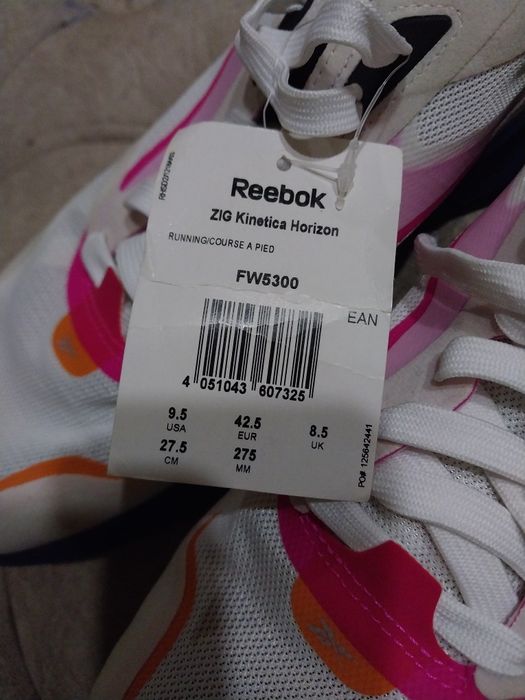 Reebok
ZIG Kinetica Horizon
RUNNING/COURSE A PIED
FW5300
EAN
4 051043 607325
9.5 42.5 8.5
USA EUR UK
27.5 275
CM MM
PO# 125642441